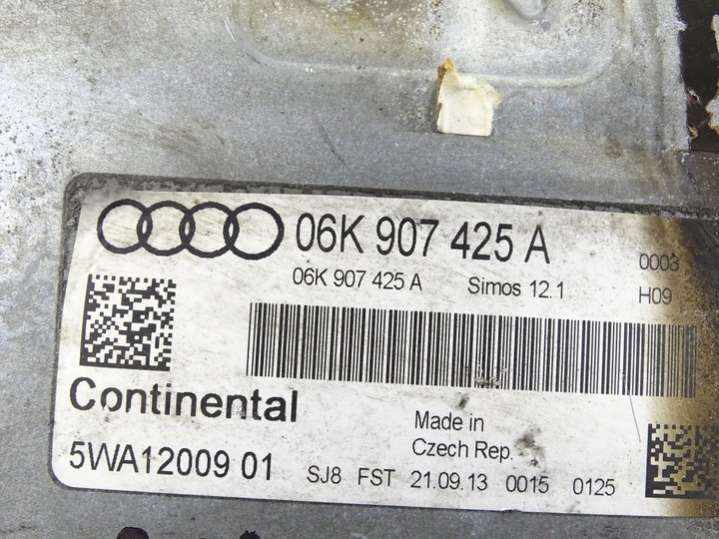 06K 907 425 A
0003
06K 907 425 A Simos 12.1 H09
Continental
Made in
Czech Rep.
5WA12009 01
SJ8 FST 21.09.13 0015 0125